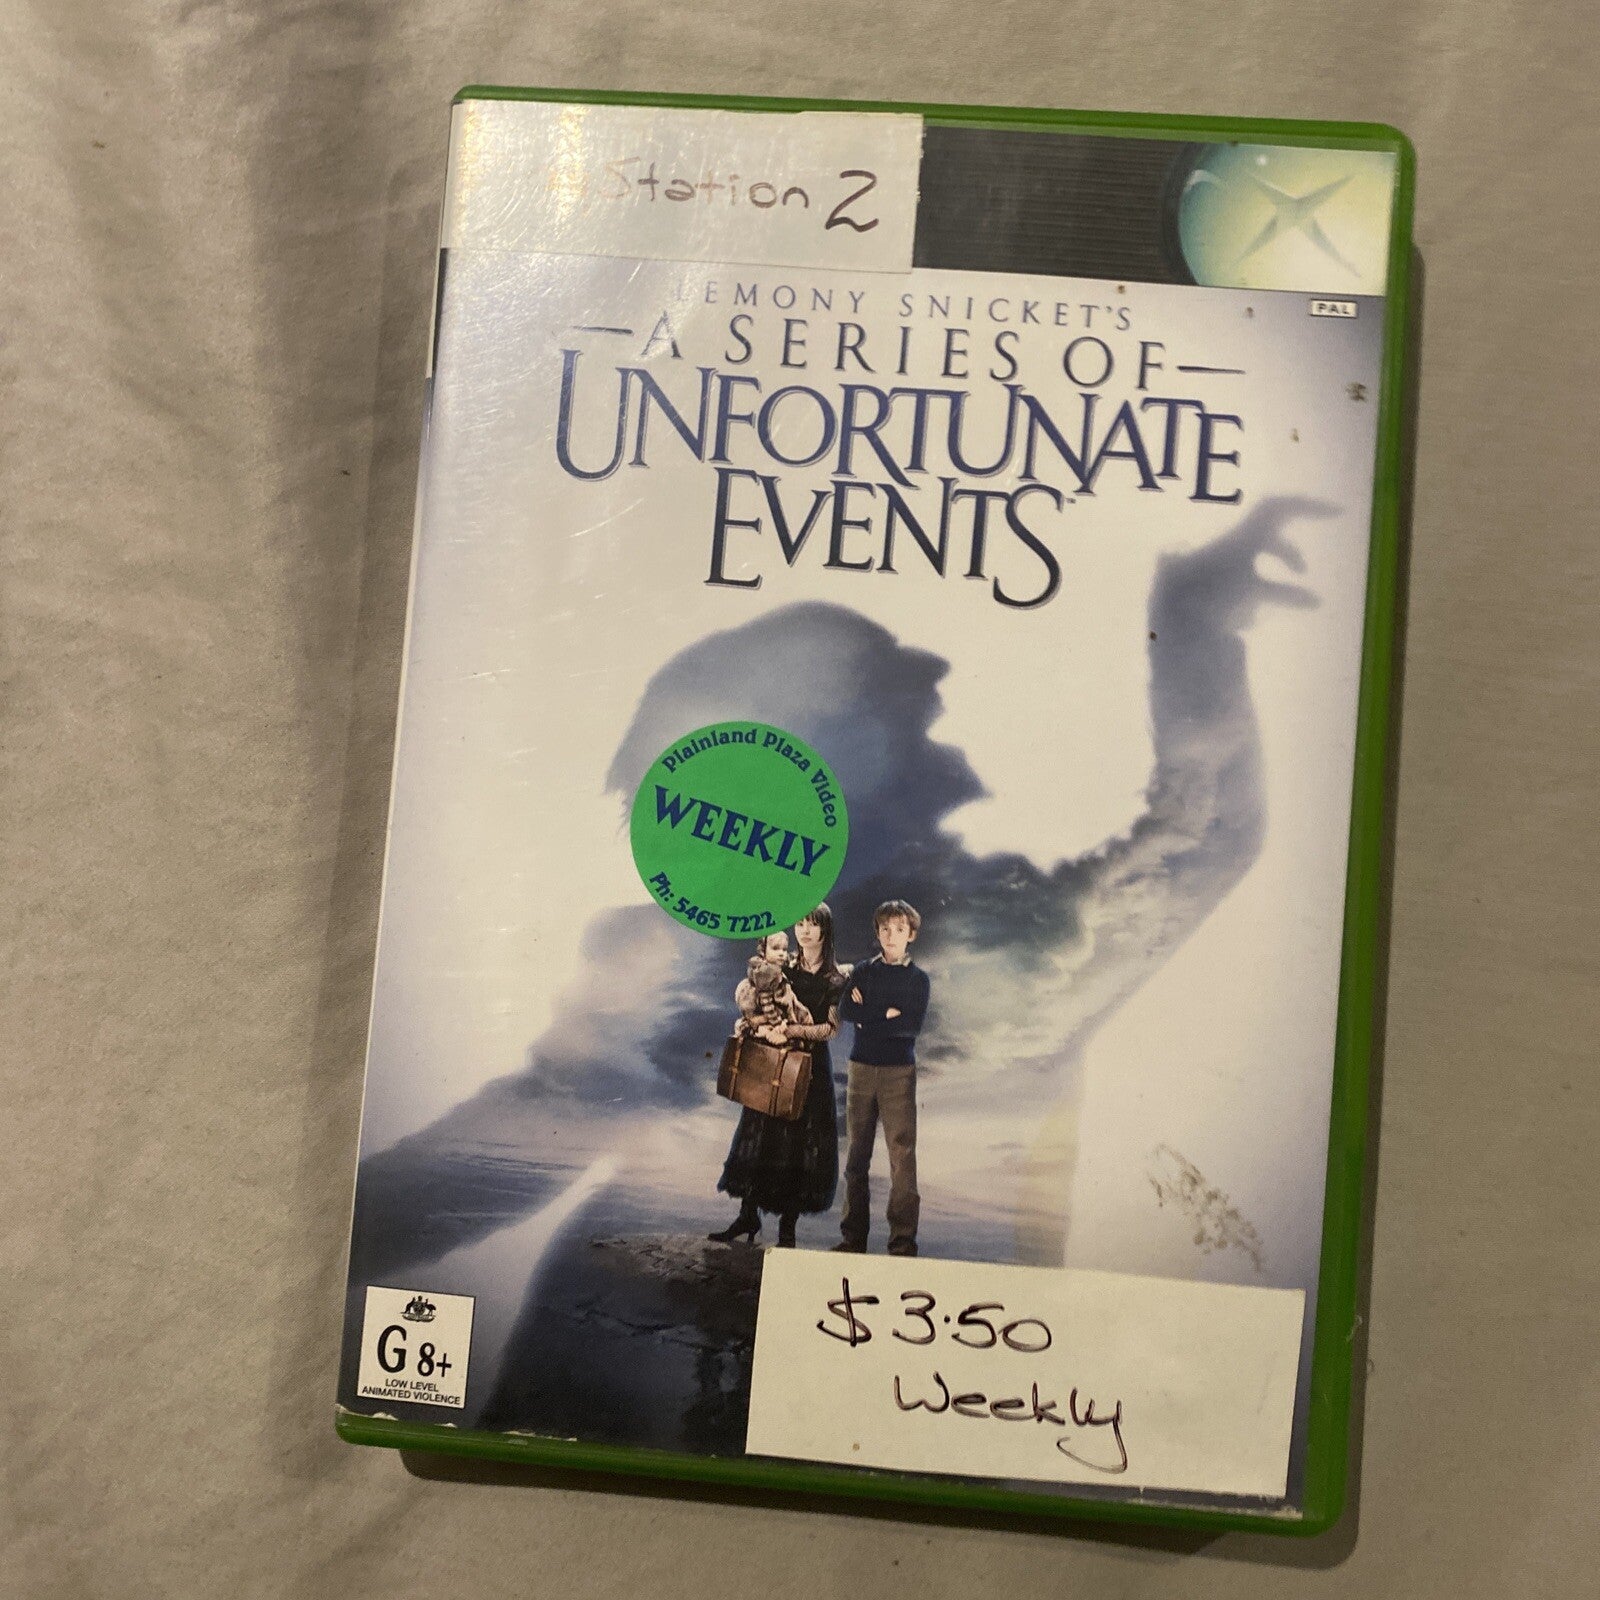 Station 2
PAL
LEMONY SNICKET'S
A SERIES OF
UNFORTUNATE
EVENTS
Plainland Plaza Video
WEEKLY
Ph: 5465 7222
G 8+
LOW LEVEL
ANIMATED VIOLENCE
$3.50
Weekly